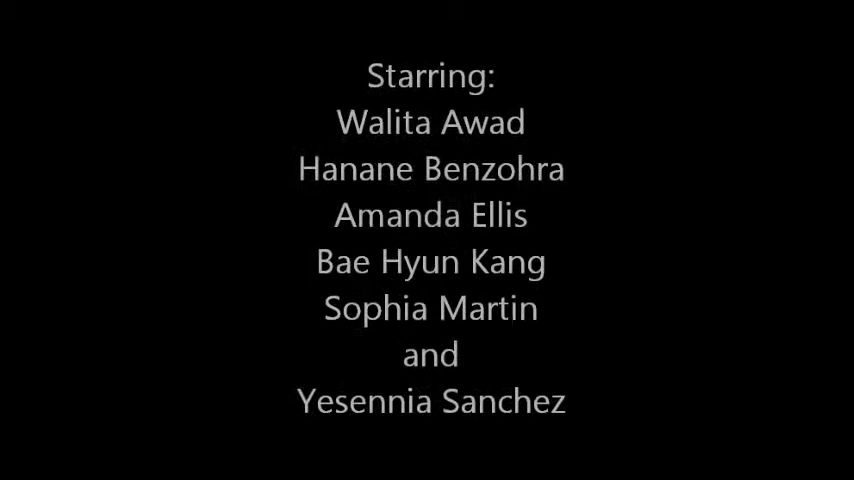 Starring:
Walita Awad
Hanane Benzohra
Amanda Ellis
Bae Hyun Kang
Sophia Martin
and
Yesennia Sanchez